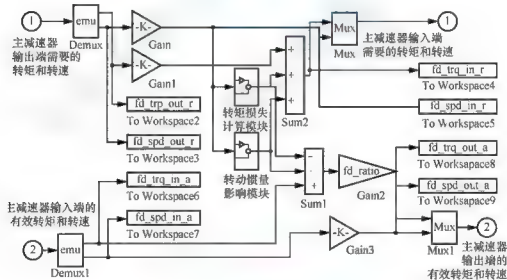 1
主减速器
输出端需要的
转矩和转速
emu
Demux
-K-
Gain
-K-
Gain1
fd_trp_out_r
To Workspace2
fd_spd_out_r
To Workspace3
fd_trq_in_a
To Workspace6
fd_spd_in_a
To Workspace7
主减速器输入端的
有效转矩和转速
2
emu
Demux1
转矩损失
计算模块
转动惯量
影响模块
+
+
+
Sum2
-
-
+
Sum1
fd_ratio
Gain2
-K-
Gain3
Mux
Mux
1
主减速器输入端
需要的转矩和转速
fd_trq_in_r
To Workspace4
fd_spd_in_r
To Workspace5
fd_trq_out_a
To Workspace8
fd_spd_out_a
To Worksapce9
Mux
Mux1
2
主减速器
输出端的
有效转矩和转速